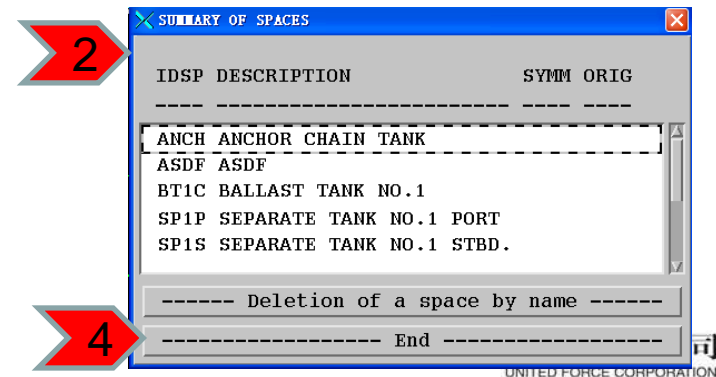 SUMMARY OF SPACES
2
IDSP DESCRIPTION SYMM ORIG
---- ----------------------- ---- ----
ANCH ANCHOR CHAIN TANK
ASDF ASDF
BT1C BALLAST TANK NO.1
SP1P SEPARATE TANK NO.1 PORT
SP1S SEPARATE TANK NO.1 STBD.
------ Deletion of a space by name ------
4
------------------ End ------------------
司
UNITED FORCE CORPORATION